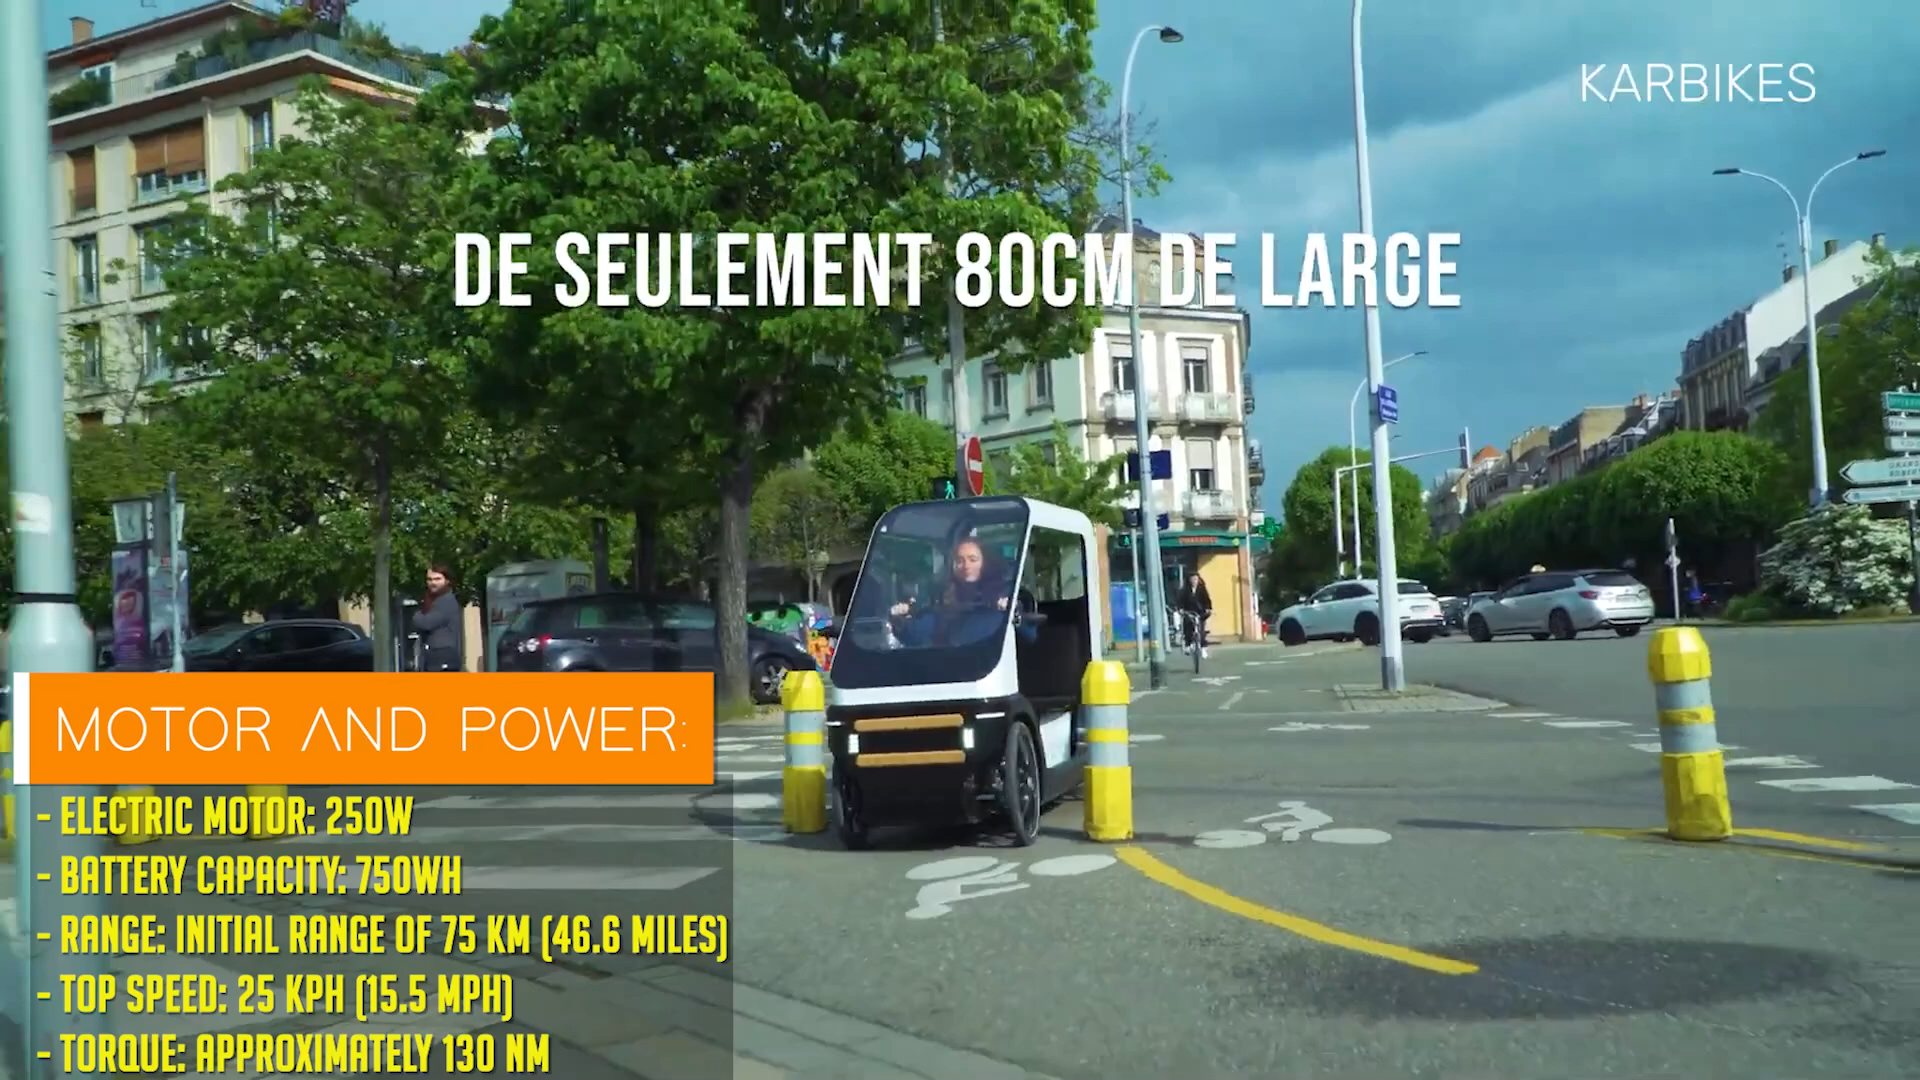 KARBIKES
DE SEULEMENT 80CM DE LARGE
MOTOR AND POWER:
- ELECTRIC MOTOR: 250W
- BATTERY CAPACITY: 750WH
- RANGE: INITIAL RANGE OF 75 KM (46.6 MILES)
- TOP SPEED: 25 KPH (15.5 MPH)
- TORQUE: APPROXIMATELY 130 NM